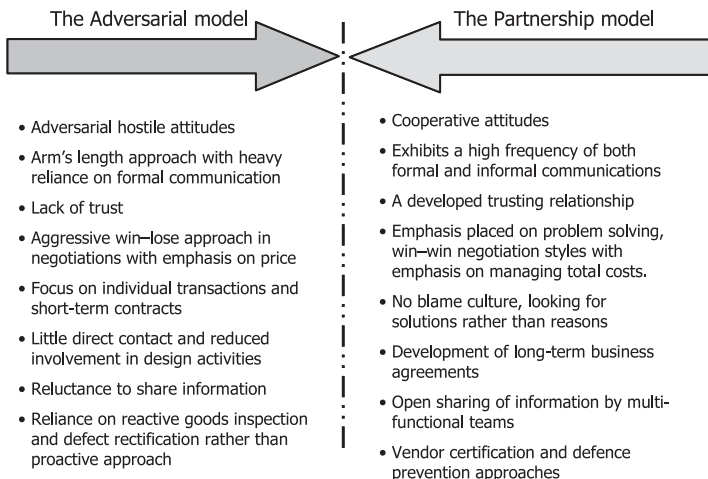 The Adversarial model
• Adversarial hostile attitudes
• Arm's length approach with heavy
reliance on formal communication
• Lack of trust
• Aggressive win–lose approach in
negotiations with emphasis on price
• Focus on individual transactions and
short-term contracts
• Little direct contact and reduced
involvement in design activities
• Reluctance to share information
• Reliance on reactive goods inspection
and defect rectification rather than
proactive approach
The Partnership model
• Cooperative attitudes
• Exhibits a high frequency of both
formal and informal communications
• A developed trusting relationship
• Emphasis placed on problem solving,
win–win negotiation styles with
emphasis on managing total costs.
• No blame culture, looking for
solutions rather than reasons
• Development of long-term business
agreements
• Open sharing of information by multi-
functional teams
• Vendor certification and defence
prevention approaches